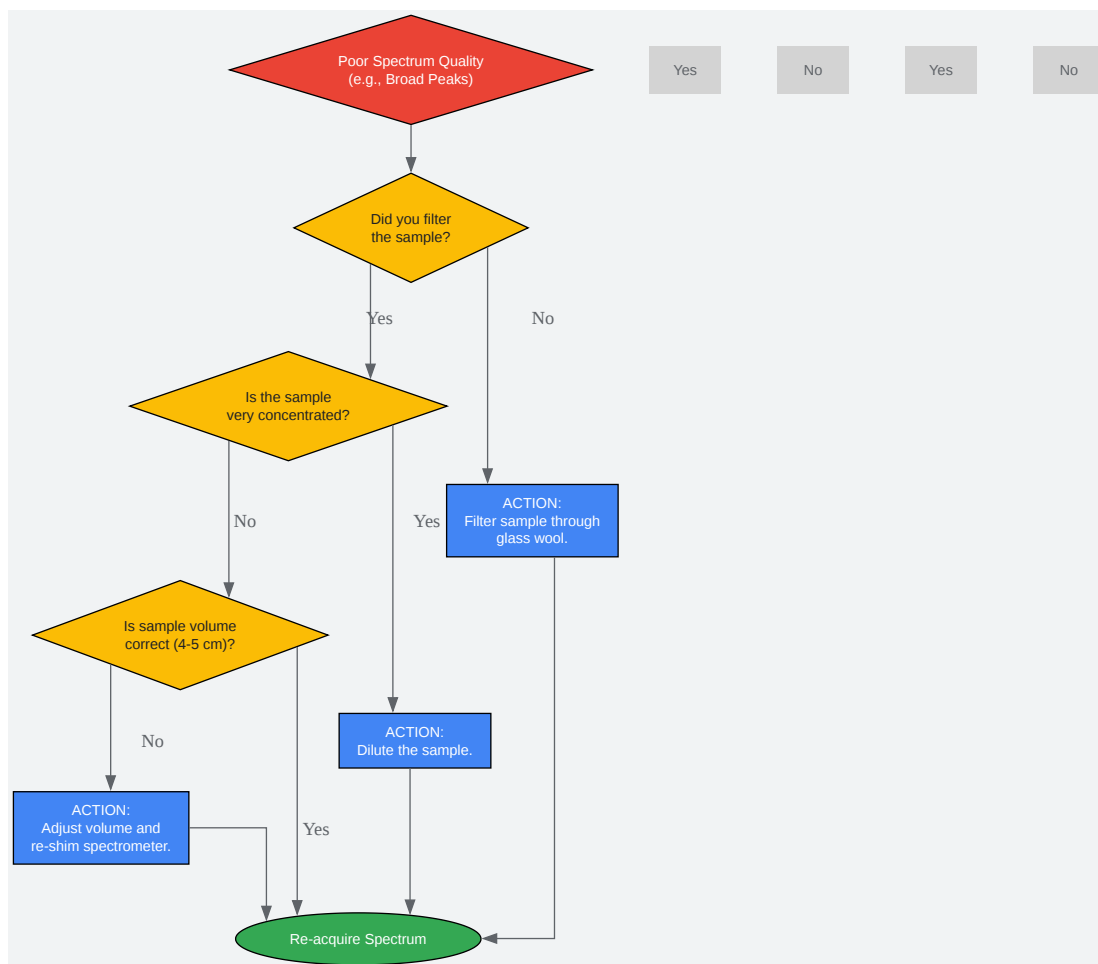 Poor Spectrum Quality
(e.g., Broad Peaks)
Yes
No
Yes
No
Did you filter
the sample?
Yes
No
Is the sample
very concentrated?
No
Yes
ACTION:
Filter sample through
glass wool.
Is sample volume
correct (4-5 cm)?
No
Yes
ACTION:
Dilute the sample.
ACTION:
Adjust volume and
re-shim spectrometer.
Re-acquire Spectrum